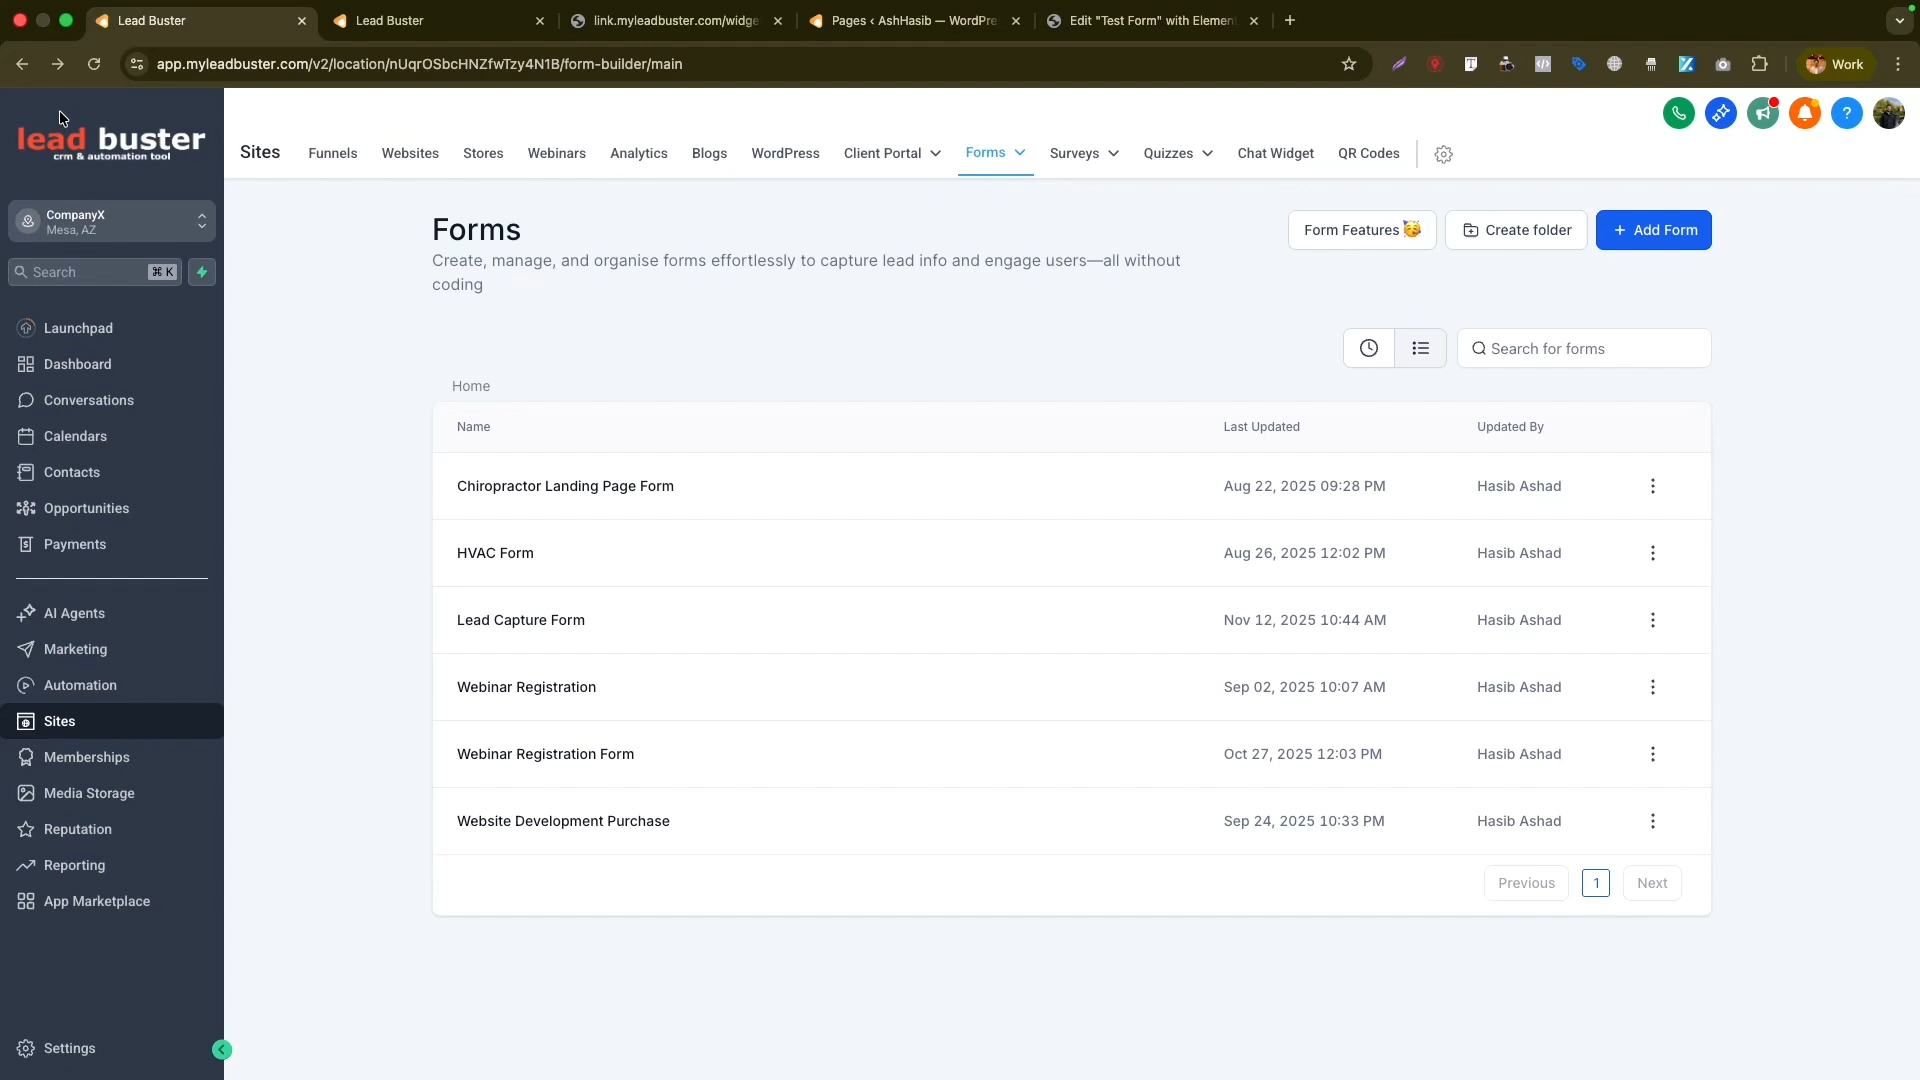 Lead Buster
Lead Buster
link.myleadbuster.com/widge
Pages ‹ AshHasib — WordPre
Edit "Test Form" with Elemen
app.myleadbuster.com/v2/location/nUqrOSbcHNZfwTzy4N1B/form-builder/main
Work
lead buster
crm & automation tool
CompanyX
Mesa, AZ
Search
⌘ K
Launchpad
Dashboard
Conversations
Calendars
Contacts
Opportunities
Payments
AI Agents
Marketing
Automation
Sites
Memberships
Media Storage
Reputation
Reporting
App Marketplace
Settings
Sites Funnels Websites Stores Webinars Analytics Blogs WordPress Client Portal Forms Surveys Quizzes Chat Widget QR Codes
Forms
Create, manage, and organise forms effortlessly to capture lead info and engage users—all without
coding
Form Features 🥳
Create folder
+ Add Form
Search for forms
Home
Name Last Updated Updated By
Chiropractor Landing Page Form Aug 22, 2025 09:28 PM Hasib Ashad
HVAC Form Aug 26, 2025 12:02 PM Hasib Ashad
Lead Capture Form Nov 12, 2025 10:44 AM Hasib Ashad
Webinar Registration Sep 02, 2025 10:07 AM Hasib Ashad
Webinar Registration Form Oct 27, 2025 12:03 PM Hasib Ashad
Website Development Purchase Sep 24, 2025 10:33 PM Hasib Ashad
Previous 1 Next